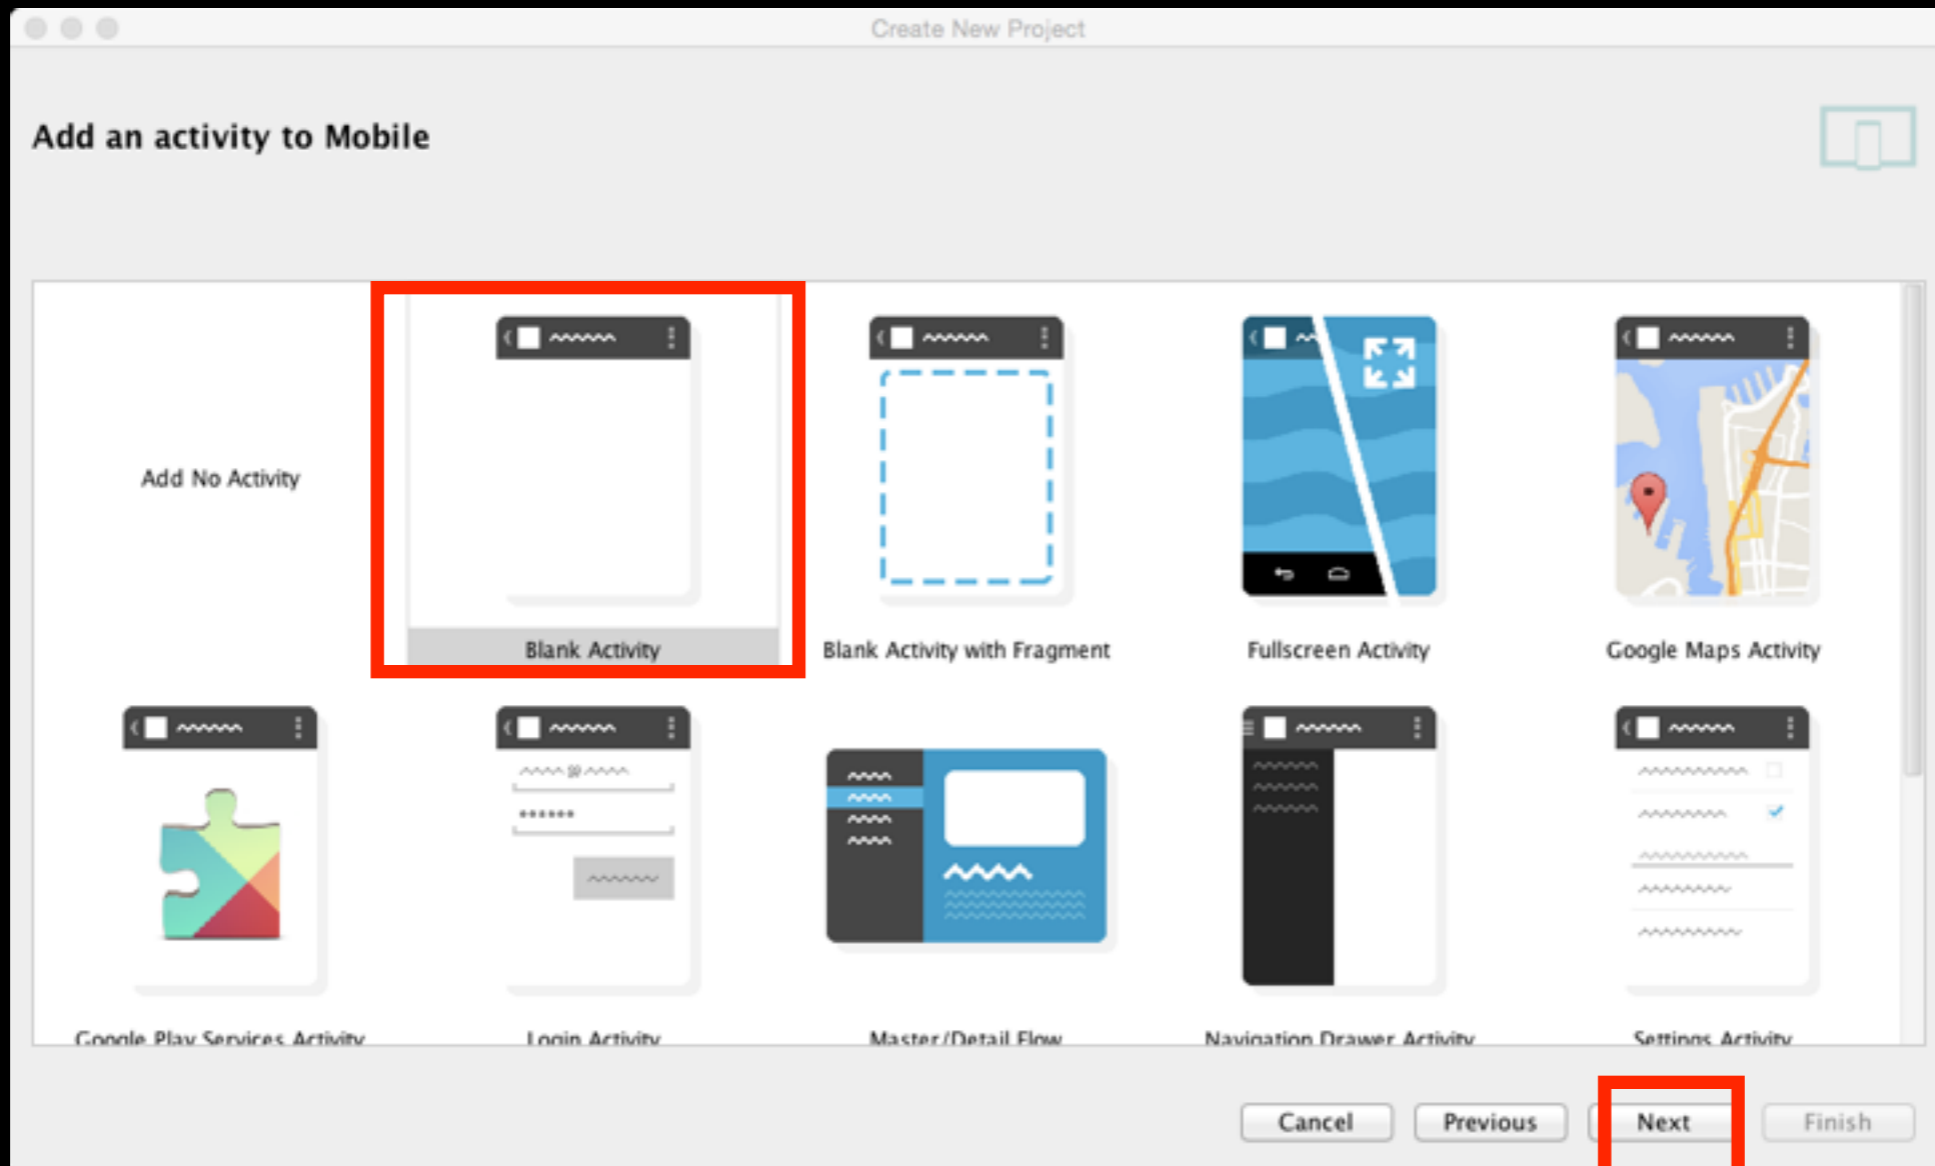 Create New Project
Add an activity to Mobile
Add No Activity
Blank Activity
Blank Activity with Fragment
Fullscreen Activity
Google Maps Activity
Google Play Services Activity
Login Activity
Master/Detail Flow
Navigation Drawer Activity
Settings Activity
Cancel
Previous
Next
Finish